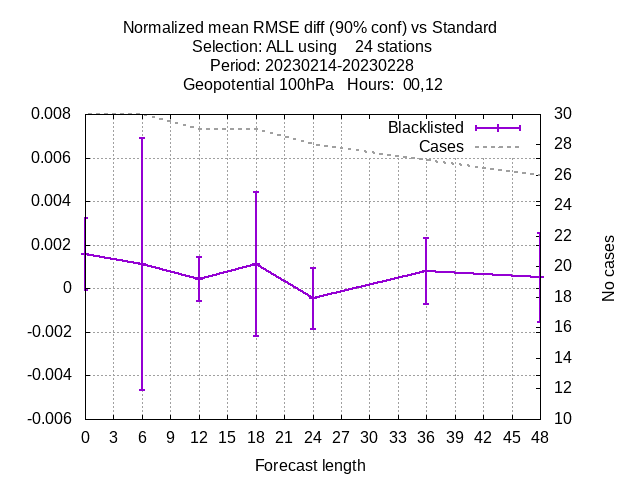 Normalized mean RMSE diff (90% conf) vs Standard
Selection: ALL using    24 stations
Period: 20230214-20230228
Geopotential 100hPa   Hours:  00,12
Blacklisted
Cases
0.008
0.006
0.004
0.002
0
-0.002
-0.004
-0.006
30
28
26
24
22
20
18
16
14
12
10
No cases
0 3 6 9 12 15 18 21 24 27 30 33 36 39 42 45 48
Forecast length